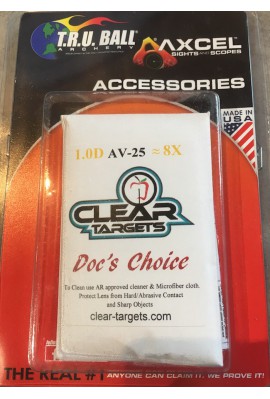 T.R.U. BALL
ARCHERY
AXCEL
SIGHTS AND SCOPES
ACCESSORIES
MADE IN
USA
1.0D AV-25 ≈ 8X
CLEAR
TARGETS
Doc's Choice
To Clean use AR approved cleaner & Microfiber cloth.
Protect Lens from Hard/Abrasive Contact
and Sharp Objects
clear-targets.com
THE REAL #1 ANYONE CAN CLAIM IT. WE PROVE IT!